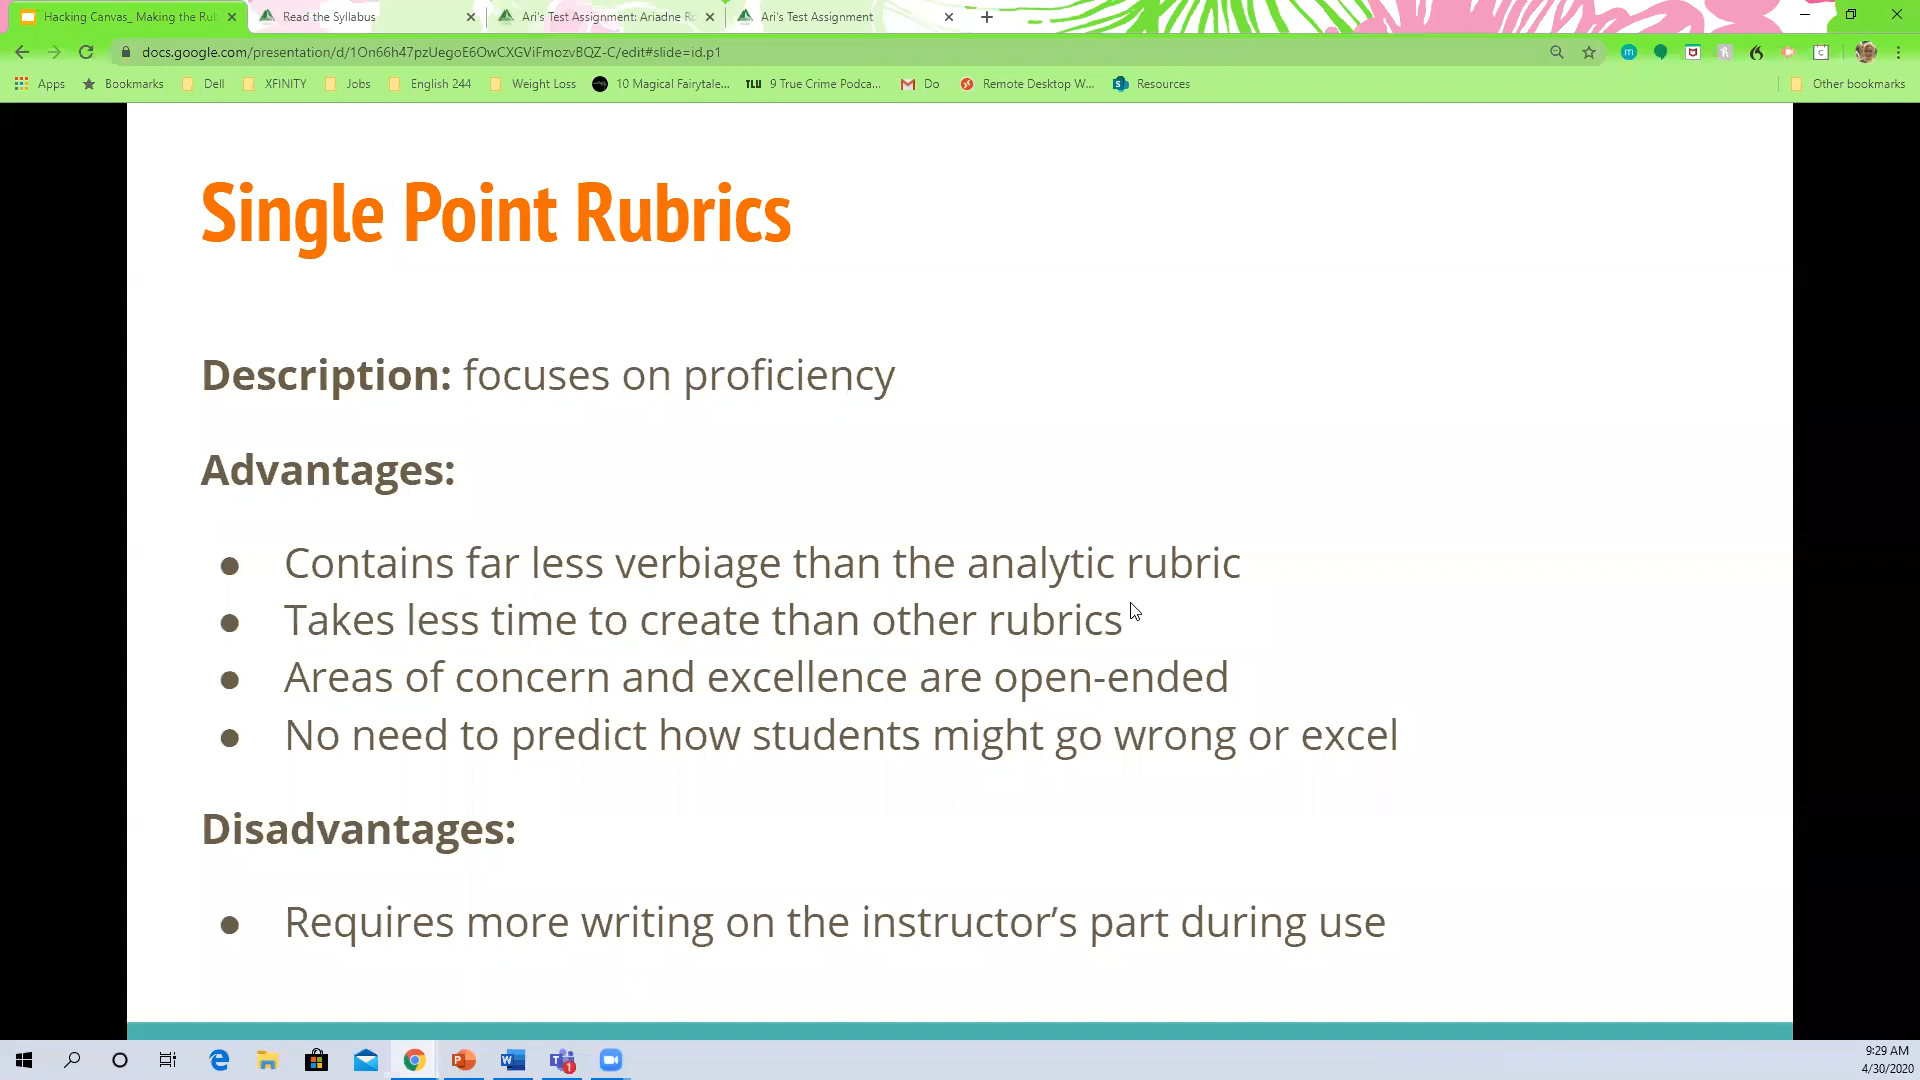 Hacking Canvas_ Making the Rub
Read the Syllabus
Ari's Test Assignment: Ariadne Ro
Ari's Test Assignment
docs.google.com/presentation/d/1On66h47pzUegoE6OwCXGViFmozvBQZ-C/edit#slide=id.p1
Apps
Bookmarks
Dell
XFINITY
Jobs
English 244
Weight Loss
10 Magical Fairytale...
TLU 9 True Crime Podca...
Do
Remote Desktop W...
Resources
Other bookmarks
Single Point Rubrics
Description: focuses on proficiency
Advantages:
● Contains far less verbiage than the analytic rubric
● Takes less time to create than other rubrics
● Areas of concern and excellence are open-ended
● No need to predict how students might go wrong or excel
Disadvantages:
● Requires more writing on the instructor's part during use
9:29 AM
4/30/2020